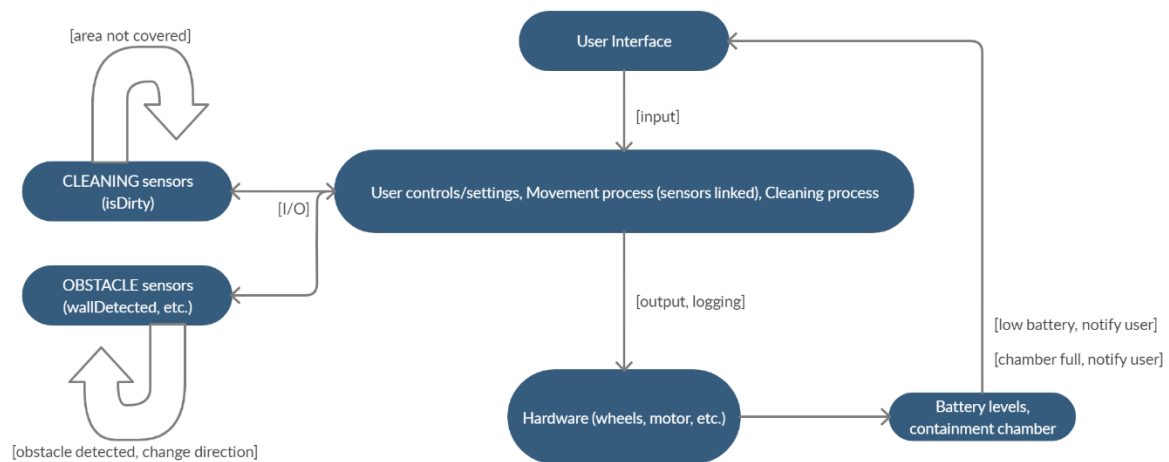 [area not covered]
User Interface
[input]
CLEANING sensors
(isDirty)
User controls/settings, Movement process (sensors linked), Cleaning process
[I/O]
OBSTACLE sensors
(wallDetected, etc.)
[output, logging]
[low battery, notify user]
[chamber full, notify user]
Hardware (wheels, motor, etc.)
Battery levels,
containment chamber
[obstacle detected, change direction]